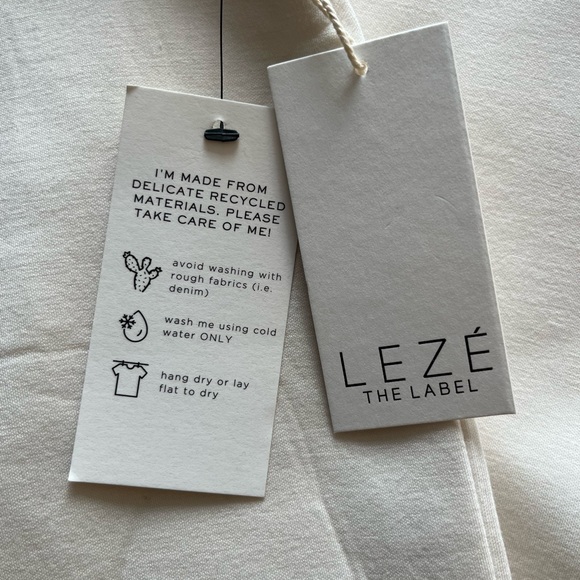 I'M MADE FROM
DELICATE RECYCLED
MATERIALS. PLEASE
TAKE CARE OF ME!
avoid washing with
rough fabrics (i.e.
denim)
wash me using cold
water ONLY
hang dry or lay
flat to dry
LEZÉ
THE LABEL